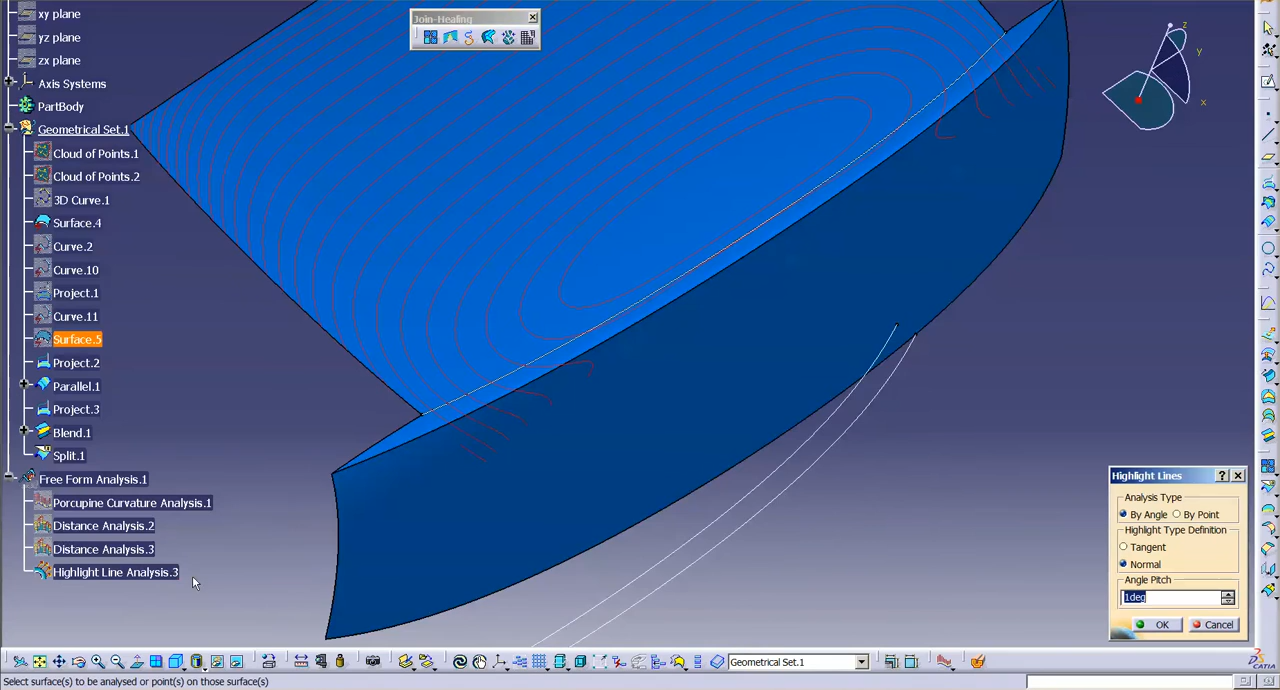 xy plane
yz plane
zx plane
Axis Systems
PartBody
Geometrical Set.1
Cloud of Points.1
Cloud of Points.2
3D Curve.1
Surface.4
Curve.2
Curve.10
Project.1
Curve.11
Surface.5
Project.2
Parallel.1
Project.3
Blend.1
Split.1
Free Form Analysis.1
Porcupine Curvature Analysis.1
Distance Analysis.2
Distance Analysis.3
Highlight Line Analysis.3
Join-Healing
z
y
x
Highlight Lines
Analysis Type
By Angle By Point
Highlight Type Definition
Tangent
Normal
Angle Pitch
1deg
OK Cancel
Geometrical Set.1
CATIA
Select surface(s) to be analysed or point(s) on those surface(s)